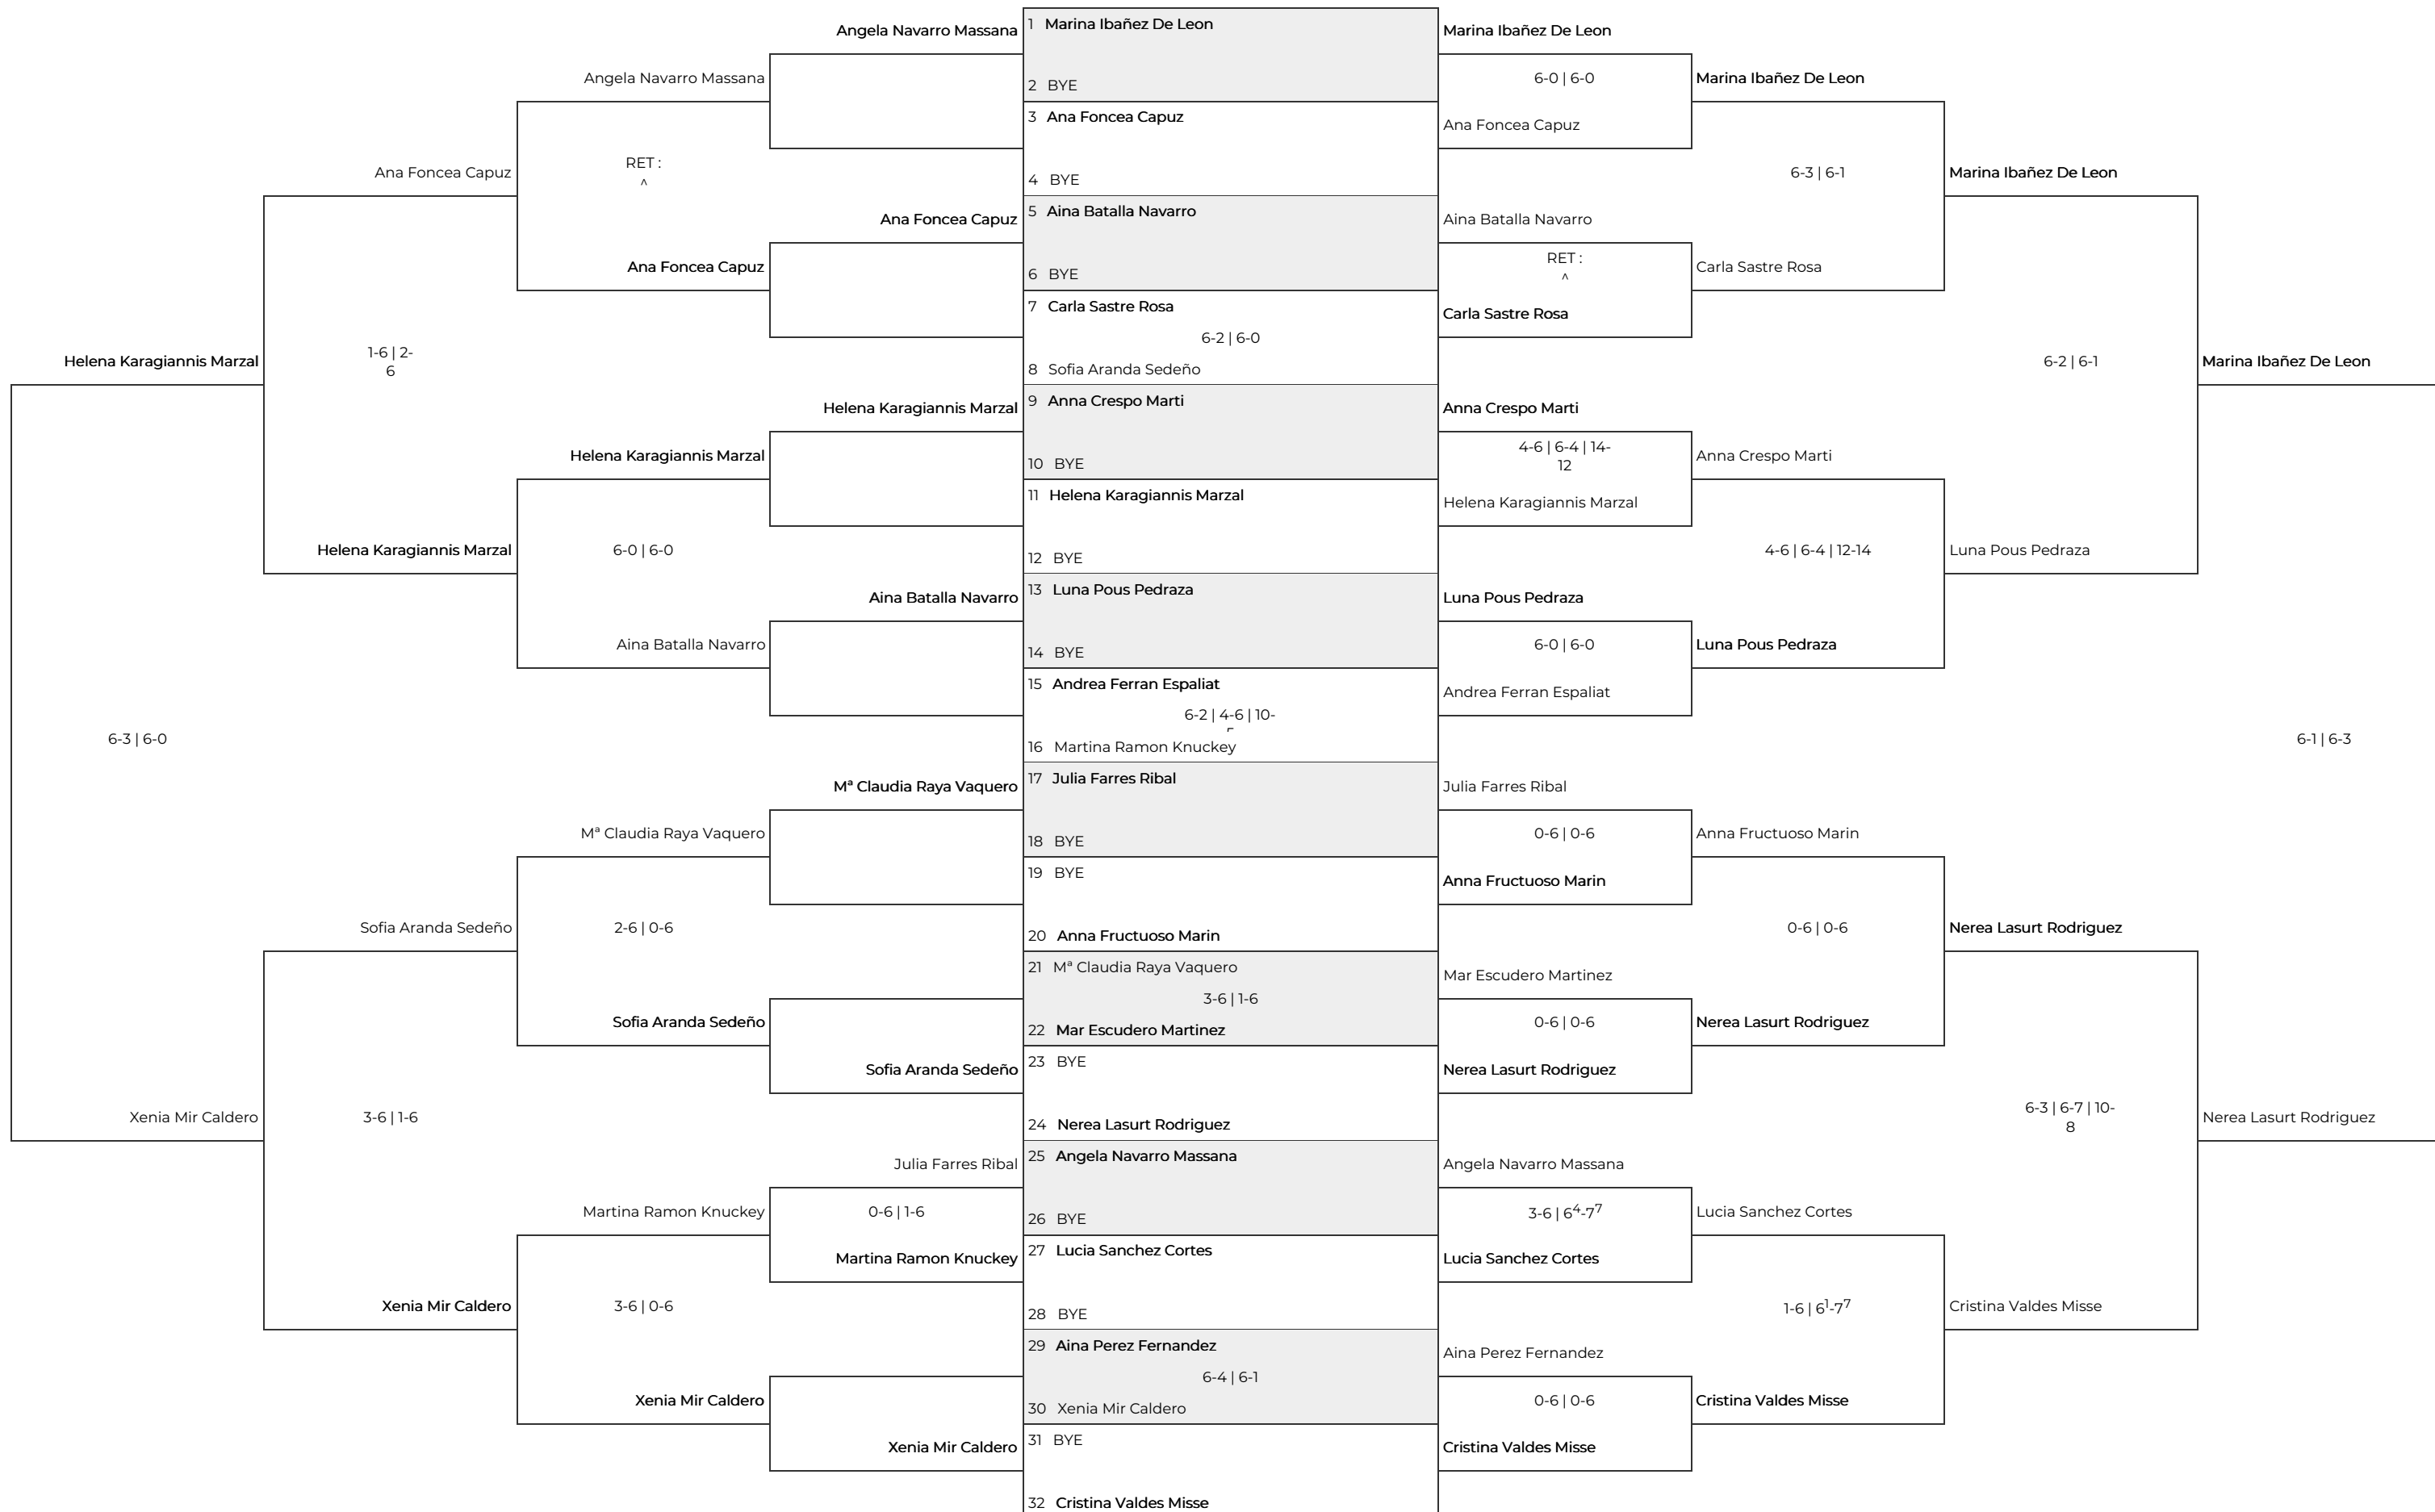 Angela Navarro Massana
1 Marina Ibañez De Leon
Marina Ibañez De Leon
Angela Navarro Massana
2 BYE
6-0 | 6-0
Marina Ibañez De Leon
3 Ana Foncea Capuz
Ana Foncea Capuz
Ana Foncea Capuz
RET :
^
4 BYE
6-3 | 6-1
Marina Ibañez De Leon
Ana Foncea Capuz
5 Aina Batalla Navarro
Aina Batalla Navarro
Ana Foncea Capuz
6 BYE
RET :
^
Carla Sastre Rosa
7 Carla Sastre Rosa
Carla Sastre Rosa
6-2 | 6-0
Helena Karagiannis Marzal
1-6 | 2-
6
8 Sofia Aranda Sedeño
6-2 | 6-1
Marina Ibañez De Leon
Helena Karagiannis Marzal
9 Anna Crespo Marti
Anna Crespo Marti
Helena Karagiannis Marzal
10 BYE
4-6 | 6-4 | 14-
12
Anna Crespo Marti
11 Helena Karagiannis Marzal
Helena Karagiannis Marzal
Helena Karagiannis Marzal
6-0 | 6-0
12 BYE
4-6 | 6-4 | 12-14
Luna Pous Pedraza
Aina Batalla Navarro
13 Luna Pous Pedraza
Luna Pous Pedraza
Aina Batalla Navarro
14 BYE
6-0 | 6-0
Luna Pous Pedraza
15 Andrea Ferran Espaliat
Andrea Ferran Espaliat
6-2 | 4-6 | 10-
6-3 | 6-0
16 Martina Ramon Knuckey
6-1 | 6-3
Mª Claudia Raya Vaquero
17 Julia Farres Ribal
Julia Farres Ribal
Mª Claudia Raya Vaquero
18 BYE
0-6 | 0-6
Anna Fructuoso Marin
19 BYE
Anna Fructuoso Marin
Sofia Aranda Sedeño
2-6 | 0-6
20 Anna Fructuoso Marin
0-6 | 0-6
Nerea Lasurt Rodriguez
21 Mª Claudia Raya Vaquero
Mar Escudero Martinez
3-6 | 1-6
Sofia Aranda Sedeño
22 Mar Escudero Martinez
0-6 | 0-6
Nerea Lasurt Rodriguez
Sofia Aranda Sedeño
23 BYE
Nerea Lasurt Rodriguez
Xenia Mir Caldero
3-6 | 1-6
24 Nerea Lasurt Rodriguez
6-3 | 6-7 | 10-
8
Nerea Lasurt Rodriguez
Julia Farres Ribal
25 Angela Navarro Massana
Angela Navarro Massana
Martina Ramon Knuckey
0-6 | 1-6
26 BYE
3-6 | 6⁴-7⁷
Lucia Sanchez Cortes
Martina Ramon Knuckey
27 Lucia Sanchez Cortes
Lucia Sanchez Cortes
Xenia Mir Caldero
3-6 | 0-6
28 BYE
1-6 | 6¹-7⁷
Cristina Valdes Misse
29 Aina Perez Fernandez
Aina Perez Fernandez
6-4 | 6-1
Xenia Mir Caldero
30 Xenia Mir Caldero
0-6 | 0-6
Cristina Valdes Misse
Xenia Mir Caldero
31 BYE
Cristina Valdes Misse
32 Cristina Valdes Misse